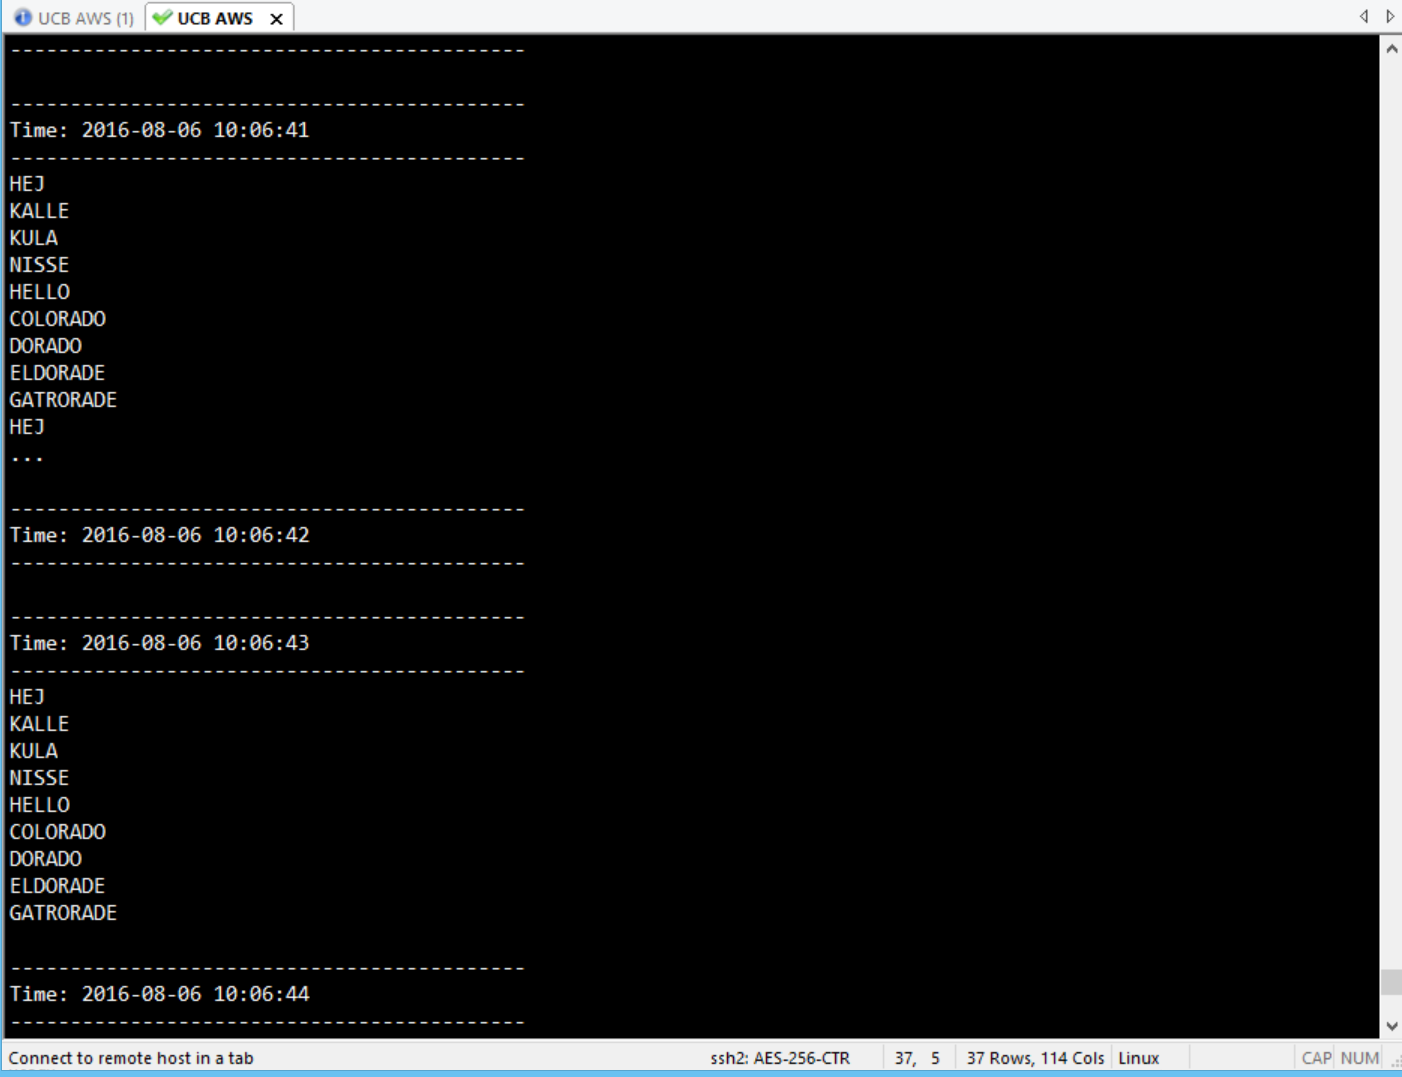 UCB AWS (1) UCB AWS
-------------------------------------------
-------------------------------------------
Time: 2016-08-06 10:06:41
-------------------------------------------
HEJ
KALLE
KULA
NISSE
HELLO
COLORADO
DORADO
ELDORADE
GATRORADE
HEJ
...
-------------------------------------------
Time: 2016-08-06 10:06:42
-------------------------------------------
-------------------------------------------
Time: 2016-08-06 10:06:43
-------------------------------------------
HEJ
KALLE
KULA
NISSE
HELLO
COLORADO
DORADO
ELDORADE
GATRORADE
-------------------------------------------
Time: 2016-08-06 10:06:44
-------------------------------------------
Connect to remote host in a tab ssh2: AES-256-CTR 37, 5 37 Rows, 114 Cols Linux CAP NUM